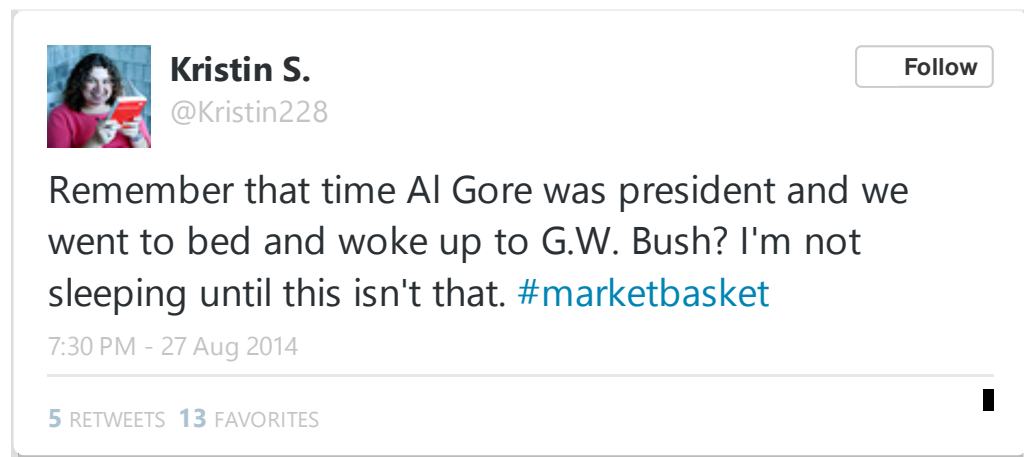 Kristin S.
@Kristin228
Follow
Remember that time Al Gore was president and we
went to bed and woke up to G.W. Bush? I'm not
sleeping until this isn't that. #marketbasket
7:30 PM - 27 Aug 2014
5 RETWEETS 13 FAVORITES